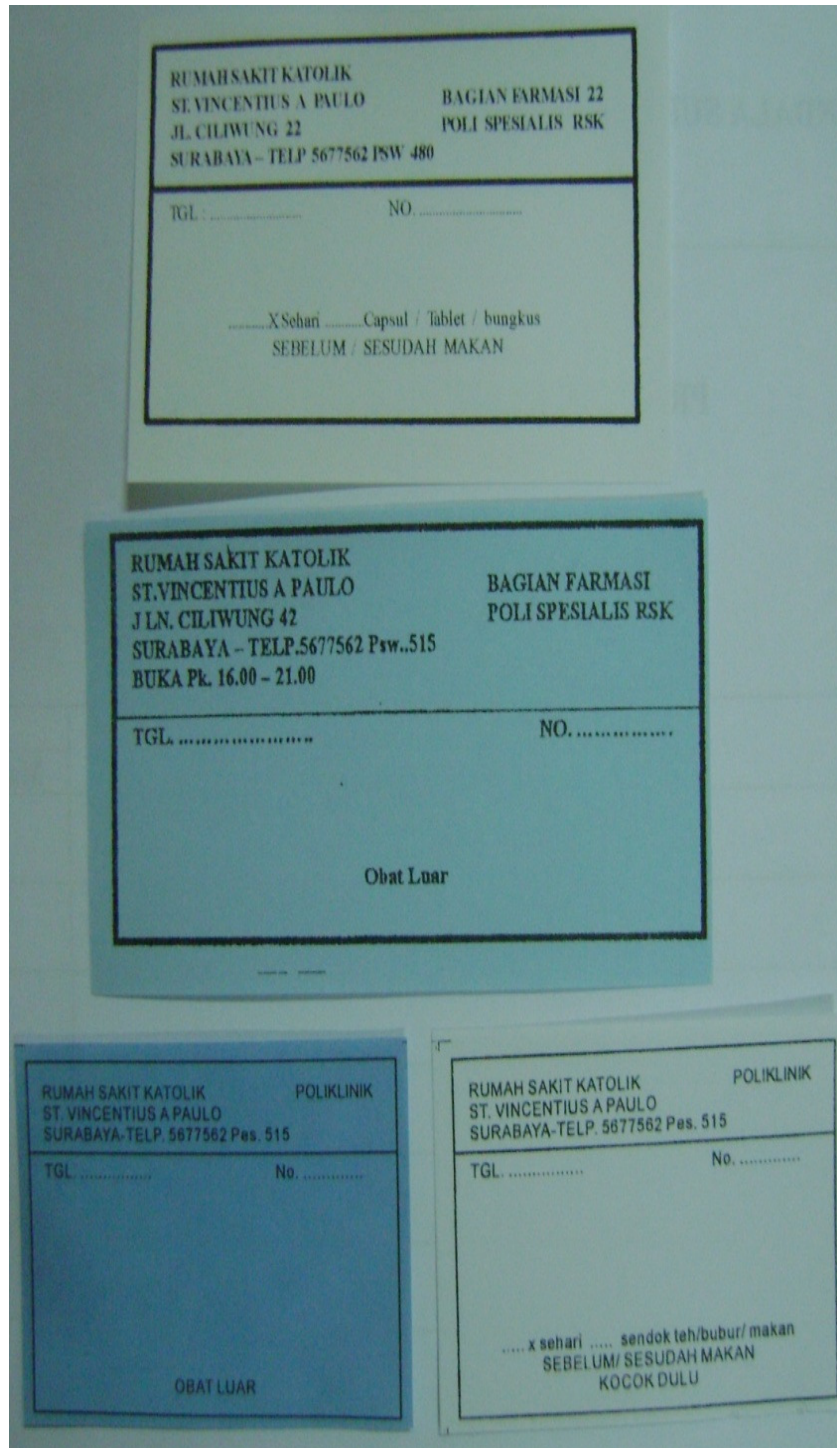 RUMAH SAKIT KATOLIK
ST. VINCENTIUS A PAULO
JL. CILIWUNG 22
SURABAYA – TELP 5677562 PSW 480
BAGIAN FARMASI 22
POLI SPESIALIS RSK
TGL : ........................
NO. ...........................
..........X Sehari ..........Capsul / Tablet / bungkus
SEBELUM / SESUDAH MAKAN
RUMAH SAKIT KATOLIK
ST.VINCENTIUS A PAULO
J LN. CILIWUNG 42
SURABAYA – TELP.5677562 Psw..515
BUKA Pk. 16.00 – 21.00
BAGIAN FARMASI
POLI SPESIALIS RSK
TGL. ......................
NO. ................
Obat Luar
RUMAH SAKIT KATOLIK
ST. VINCENTIUS A PAULO
SURABAYA-TELP. 5677562 Pes. 515
POLIKLINIK
TGL. ................
No. .............
OBAT LUAR
RUMAH SAKIT KATOLIK
ST. VINCENTIUS A PAULO
SURABAYA-TELP. 5677562 Pes. 515
POLIKLINIK
TGL. ................
No. .............
..... x sehari ..... sendok teh/bubur/ makan
SEBELUM/ SESUDAH MAKAN
KOCOK DULU